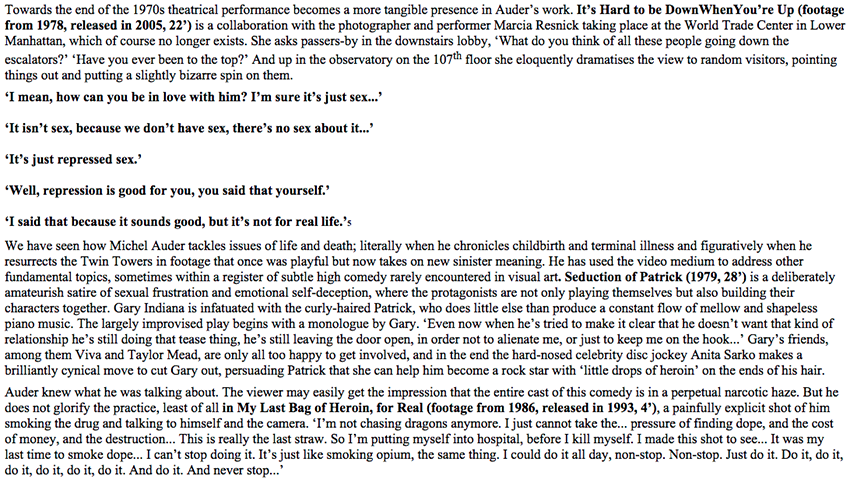 Towards the end of the 1970s theatrical performance becomes a more tangible presence in Auder's work. It's Hard to be DownWhenYou're Up (footage
from 1978, released in 2005, 22') is a collaboration with the photographer and performer Marcia Resnick taking place at the World Trade Center in Lower
Manhattan, which of course no longer exists. She asks passers-by in the downstairs lobby, 'What do you think of all these people going down the
escalators?' 'Have you ever been to the top?' And up in the observatory on the 107th floor she eloquently dramatises the view to random visitors, pointing
things out and putting a slightly bizarre spin on them.
'I mean, how can you be in love with him? I'm sure it's just sex...'
'It isn't sex, because we don't have sex, there's no sex about it...'
'It's just repressed sex.'
'Well, repression is good for you, you said that yourself.'
'I said that because it sounds good, but it's not for real life.'5
We have seen how Michel Auder tackles issues of life and death; literally when he chronicles childbirth and terminal illness and figuratively when he
resurrects the Twin Towers in footage that once was playful but now takes on new sinister meaning. He has used the video medium to address other
fundamental topics, sometimes within a register of subtle high comedy rarely encountered in visual art. Seduction of Patrick (1979, 28') is a deliberately
amateurish satire of sexual frustration and emotional self-deception, where the protagonists are not only playing themselves but also building their
characters together. Gary Indiana is infatuated with the curly-haired Patrick, who does little else than produce a constant flow of mellow and shapeless
piano music. The largely improvised play begins with a monologue by Gary. 'Even now when he's tried to make it clear that he doesn't want that kind of
relationship he's still doing that tease thing, he's still leaving the door open, in order not to alienate me, or just to keep me on the hook...' Gary's friends,
among them Viva and Taylor Mead, are only all too happy to get involved, and in the end the hard-nosed celebrity disc jockey Anita Sarko makes a
brilliantly cynical move to cut Gary out, persuading Patrick that she can help him become a rock star with 'little drops of heroin' on the ends of his hair.
Auder knew what he was talking about. The viewer may easily get the impression that the entire cast of this comedy is in a perpetual narcotic haze. But he
does not glorify the practice, least of all in My Last Bag of Heroin, for Real (footage from 1986, released in 1993, 4'), a painfully explicit shot of him
smoking the drug and talking to himself and the camera. 'I'm not chasing dragons anymore. I just cannot take the... pressure of finding dope, and the cost
of money, and the destruction... This is really the last straw. So I'm putting myself into hospital, before I kill myself. I made this shot to see... It was my
last time to smoke dope... I can't stop doing it. It's just like smoking opium, the same thing. I could do it all day, non-stop. Non-stop. Just do it. Do it, do it,
do it, do it, do it, do it. And do it. And never stop...'